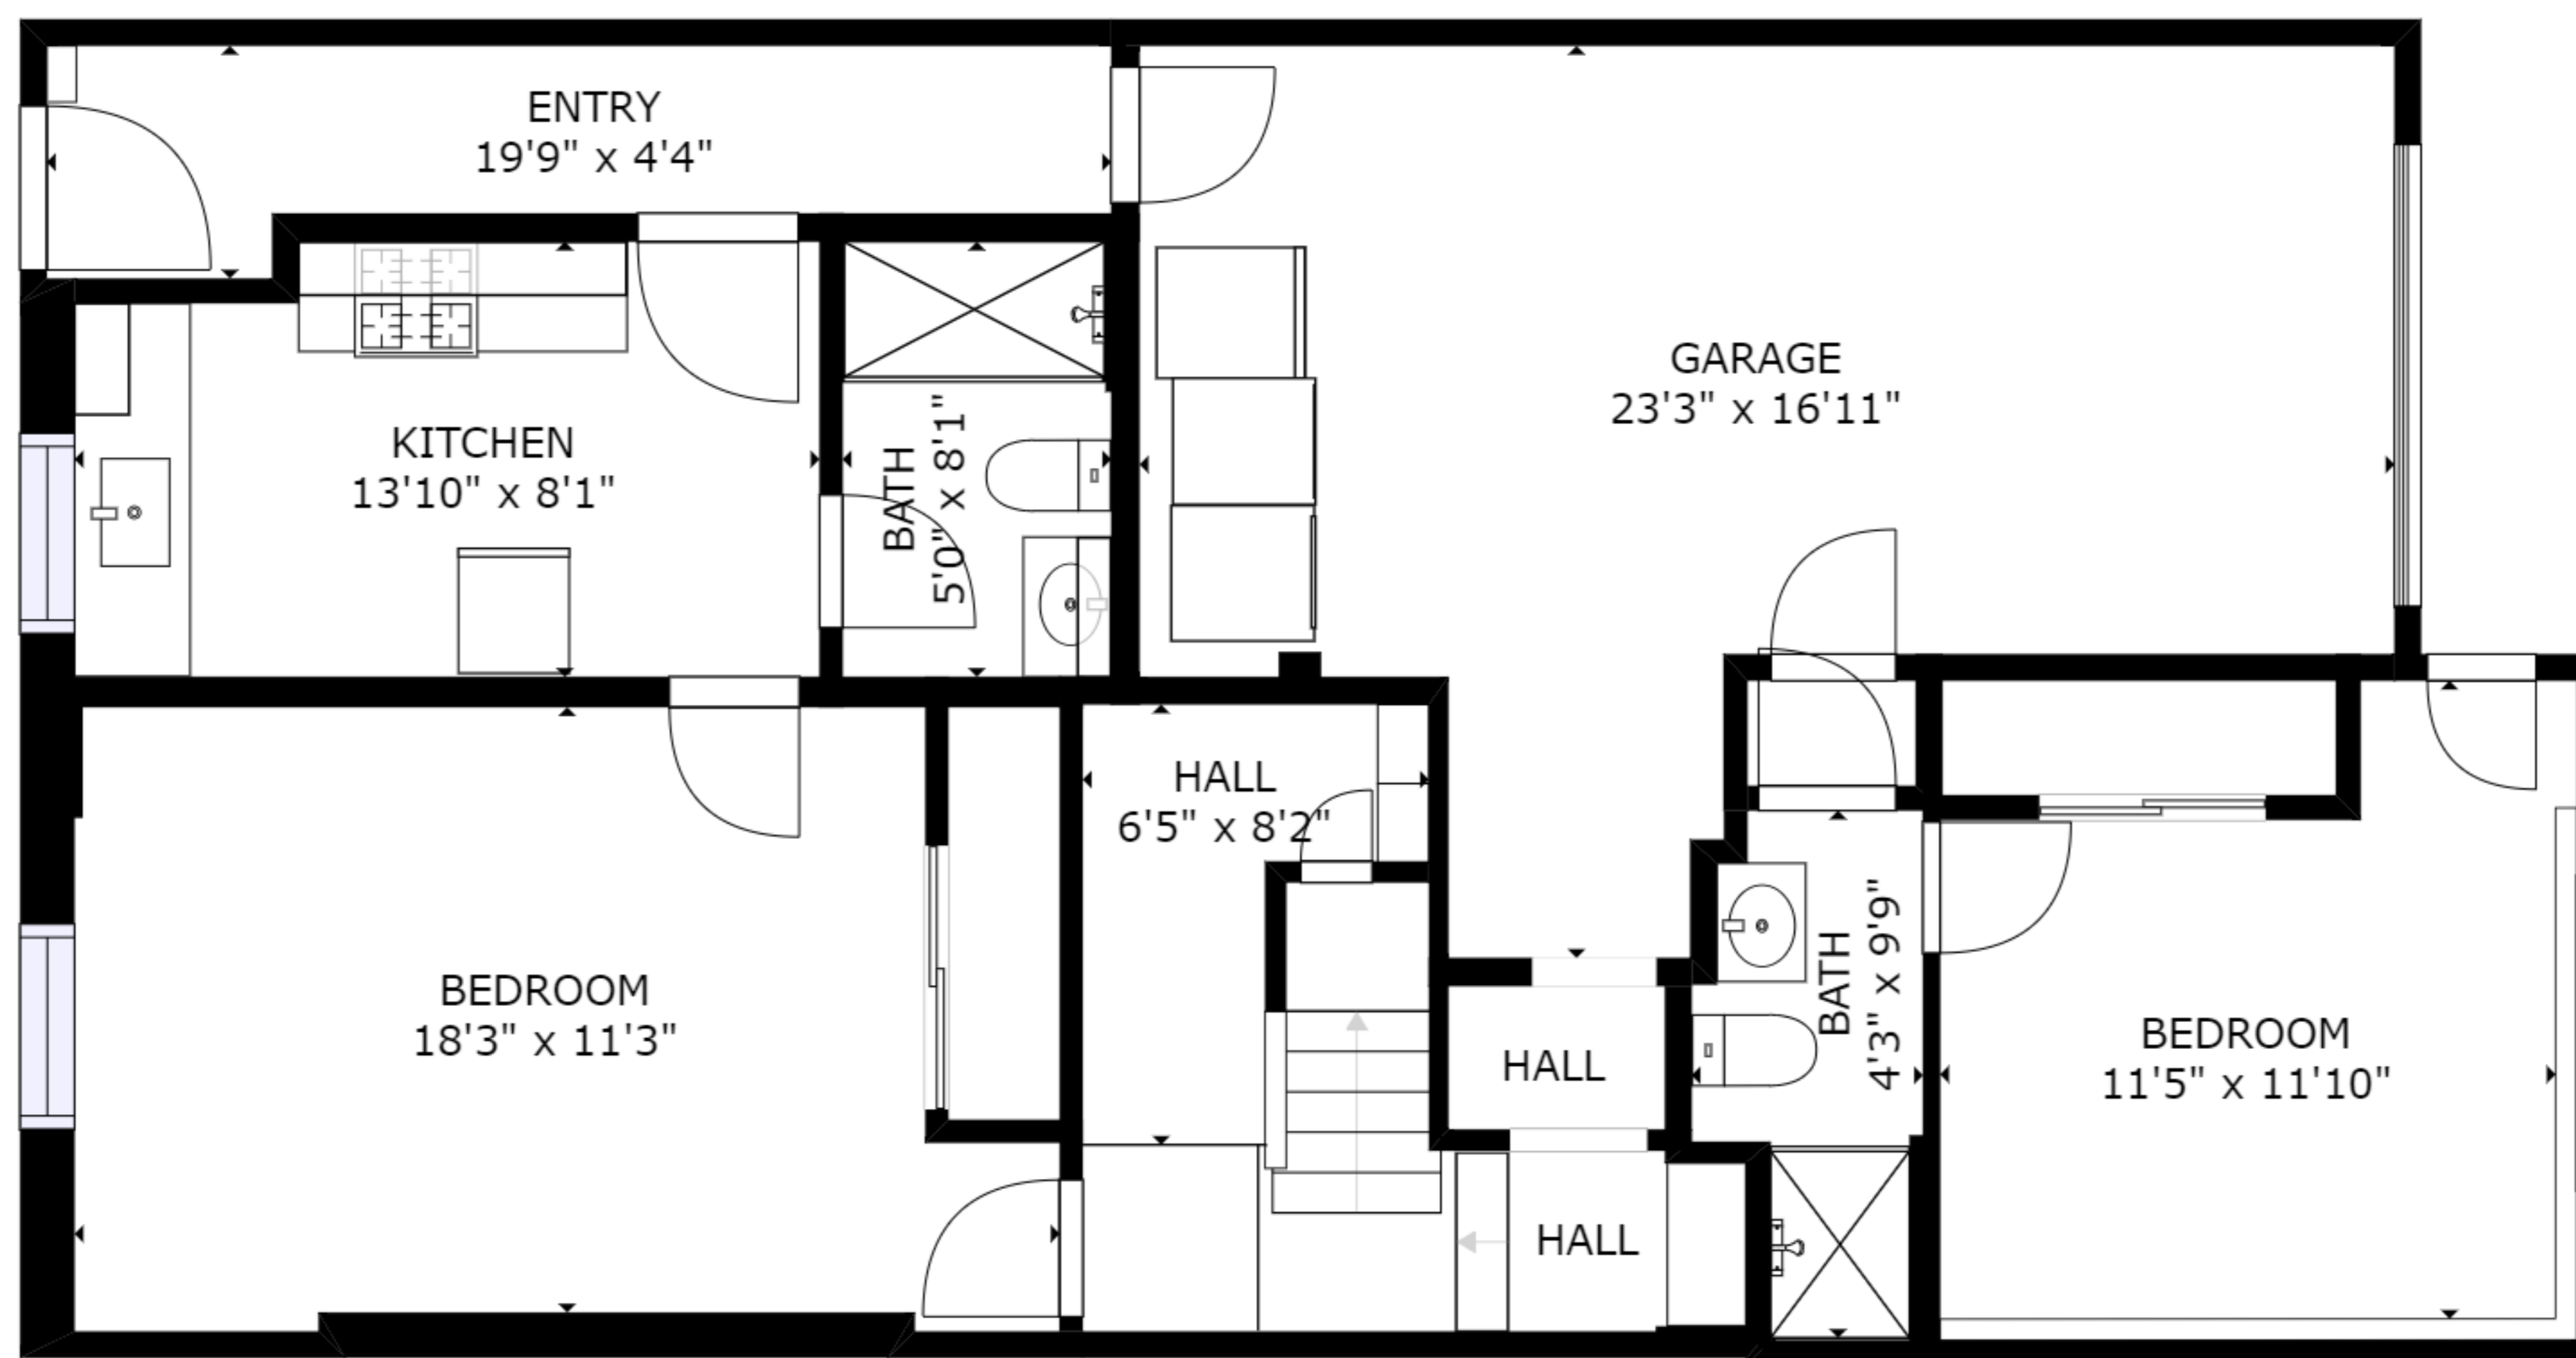 ENTRY
19'9" x 4'4"
GARAGE
23'3" x 16'11"
KITCHEN
13'10" x 8'1"
BATH
5'0" x 8'1"
HALL
6'5" x 8'2"
BEDROOM
18'3" x 11'3"
HALL
HALL
BATH
4'3" x 9'9"
BEDROOM
11'5" x 11'10"